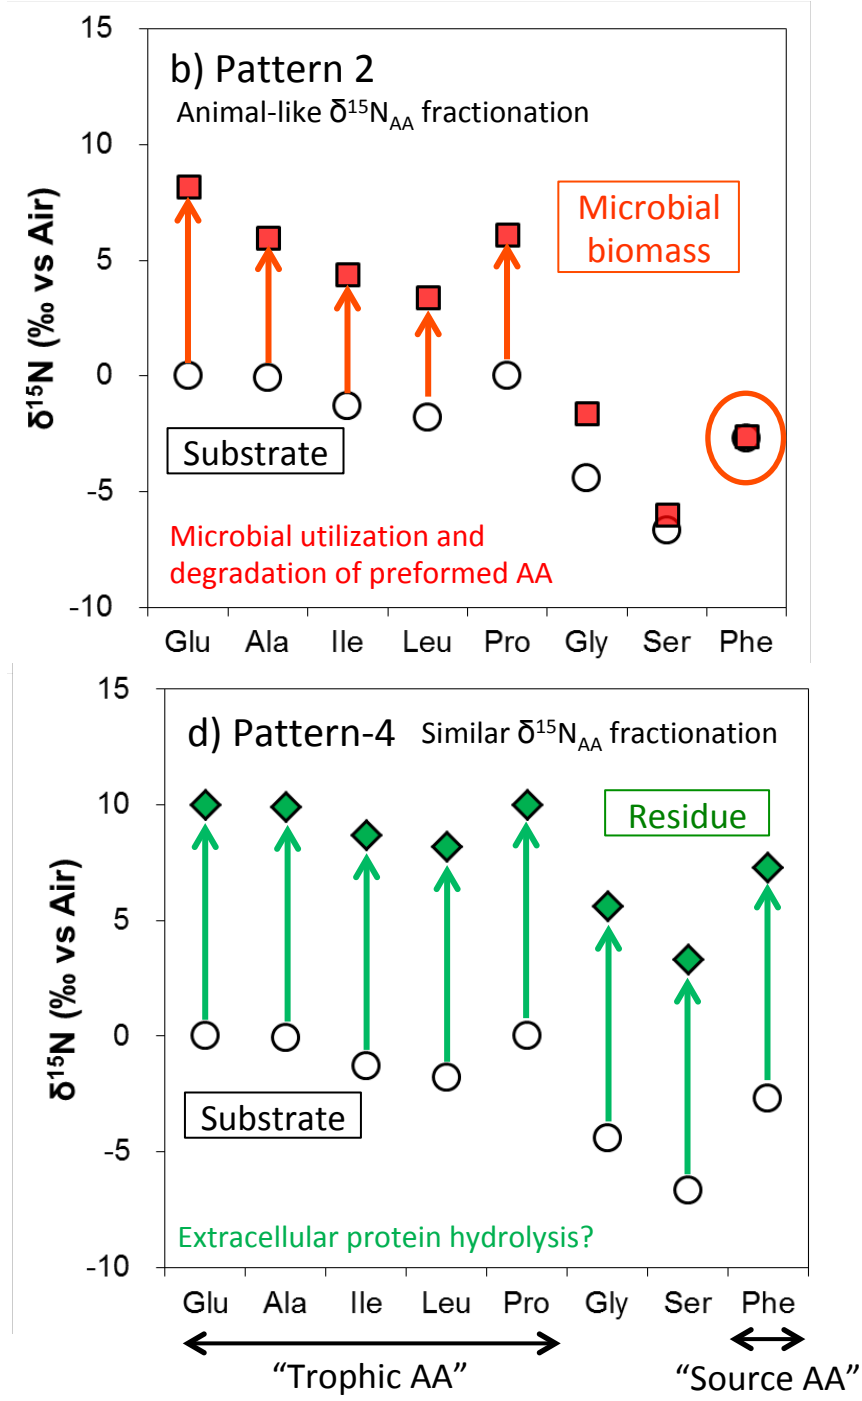 15
b) Pattern 2
Animal-like δ¹⁵N_AA fractionation
10
Microbial
biomass
5
0
δ¹⁵N (‰ vs Air)
Substrate
-5
Microbial utilization and
degradation of preformed AA
-10
Glu Ala Ile Leu Pro Gly Ser Phe
15
d) Pattern-4 Similar δ¹⁵N_AA fractionation
10
Residue
5
δ¹⁵N (‰ vs Air)
0
Substrate
-5
Extracellular protein hydrolysis?
-10
Glu Ala Ile Leu Pro Gly Ser Phe
“Trophic AA” “Source AA”